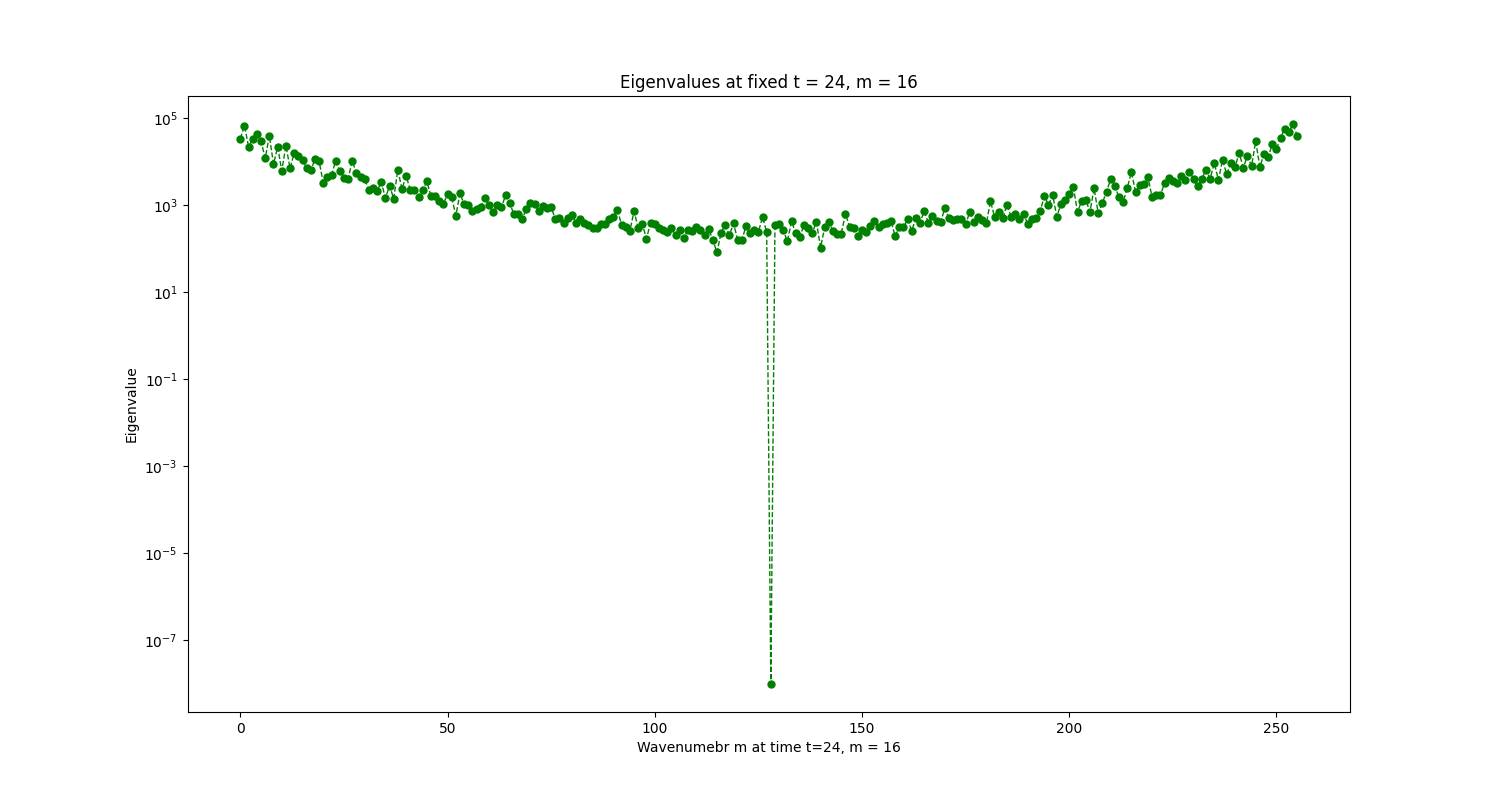 Eigenvalues at fixed t = 24, m = 16
10^5
10^3
10^1
10^−1
10^−3
10^−5
10^−7
Eigenvalue
0 50 100 150 200 250
Wavenumebr m at time t=24, m = 16